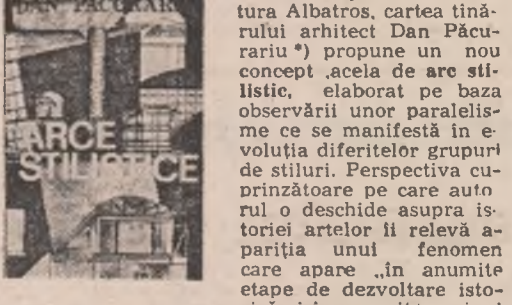 DAN PĂCURARIU
ARCE
STILISTICE
tura Albatros, cartea tînă-
rului arhitect Dan Păcu-
rariu *) propune un nou
concept ,acela de arc sti-
listic, elaborat pe baza
observării unor paralelis-
me ce se manifestă în e-
voluția diferitelor grupuri
de stiluri. Perspectiva cu-
prinzătoare pe care auto
rul o deschide asupra is-
toriei artelor îi relevă a-
pariția unui fenomen
care apare „în anumite
etape de dezvoltare isto-